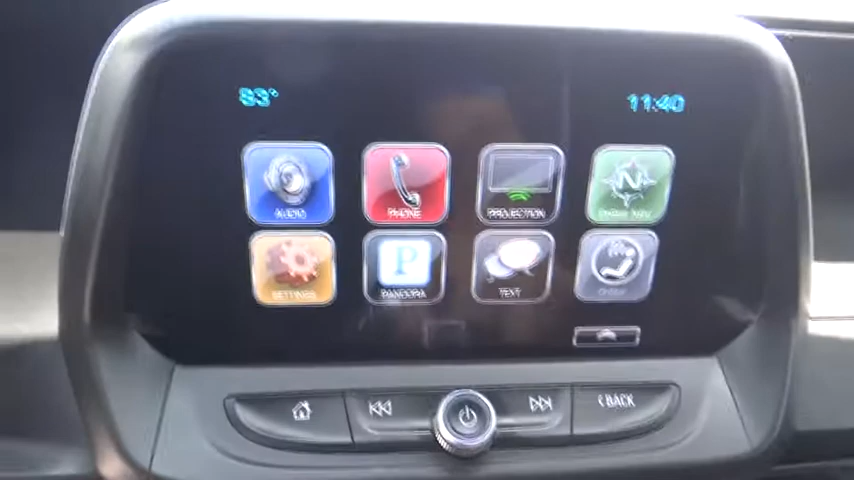 83° 11:40
AUDIO PHONE PROJECTION
N
SETTINGS PANDORA TEXT
P
BACK